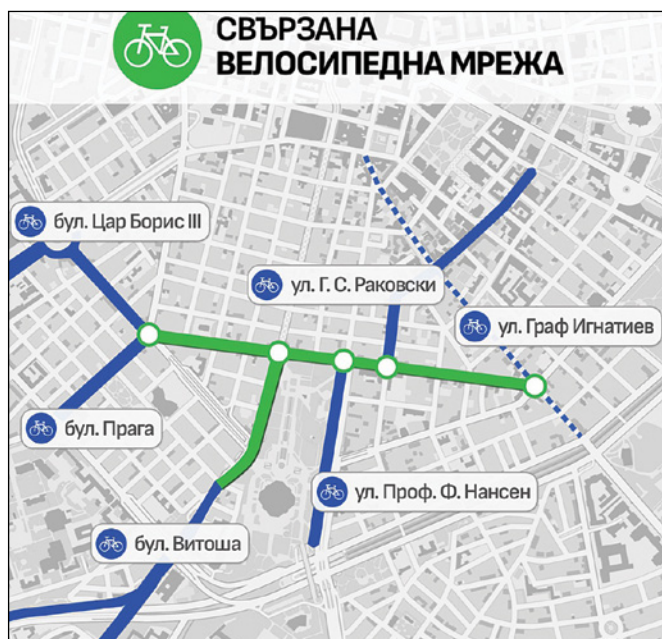 СВЪРЗАНА
ВЕЛОСИПЕДНА МРЕЖА
бул. Цар Борис III
ул. Г. С. Раковски
ул. Граф Игнатиев
бул. Прага
ул. Проф. Ф. Нансен
бул. Витоша